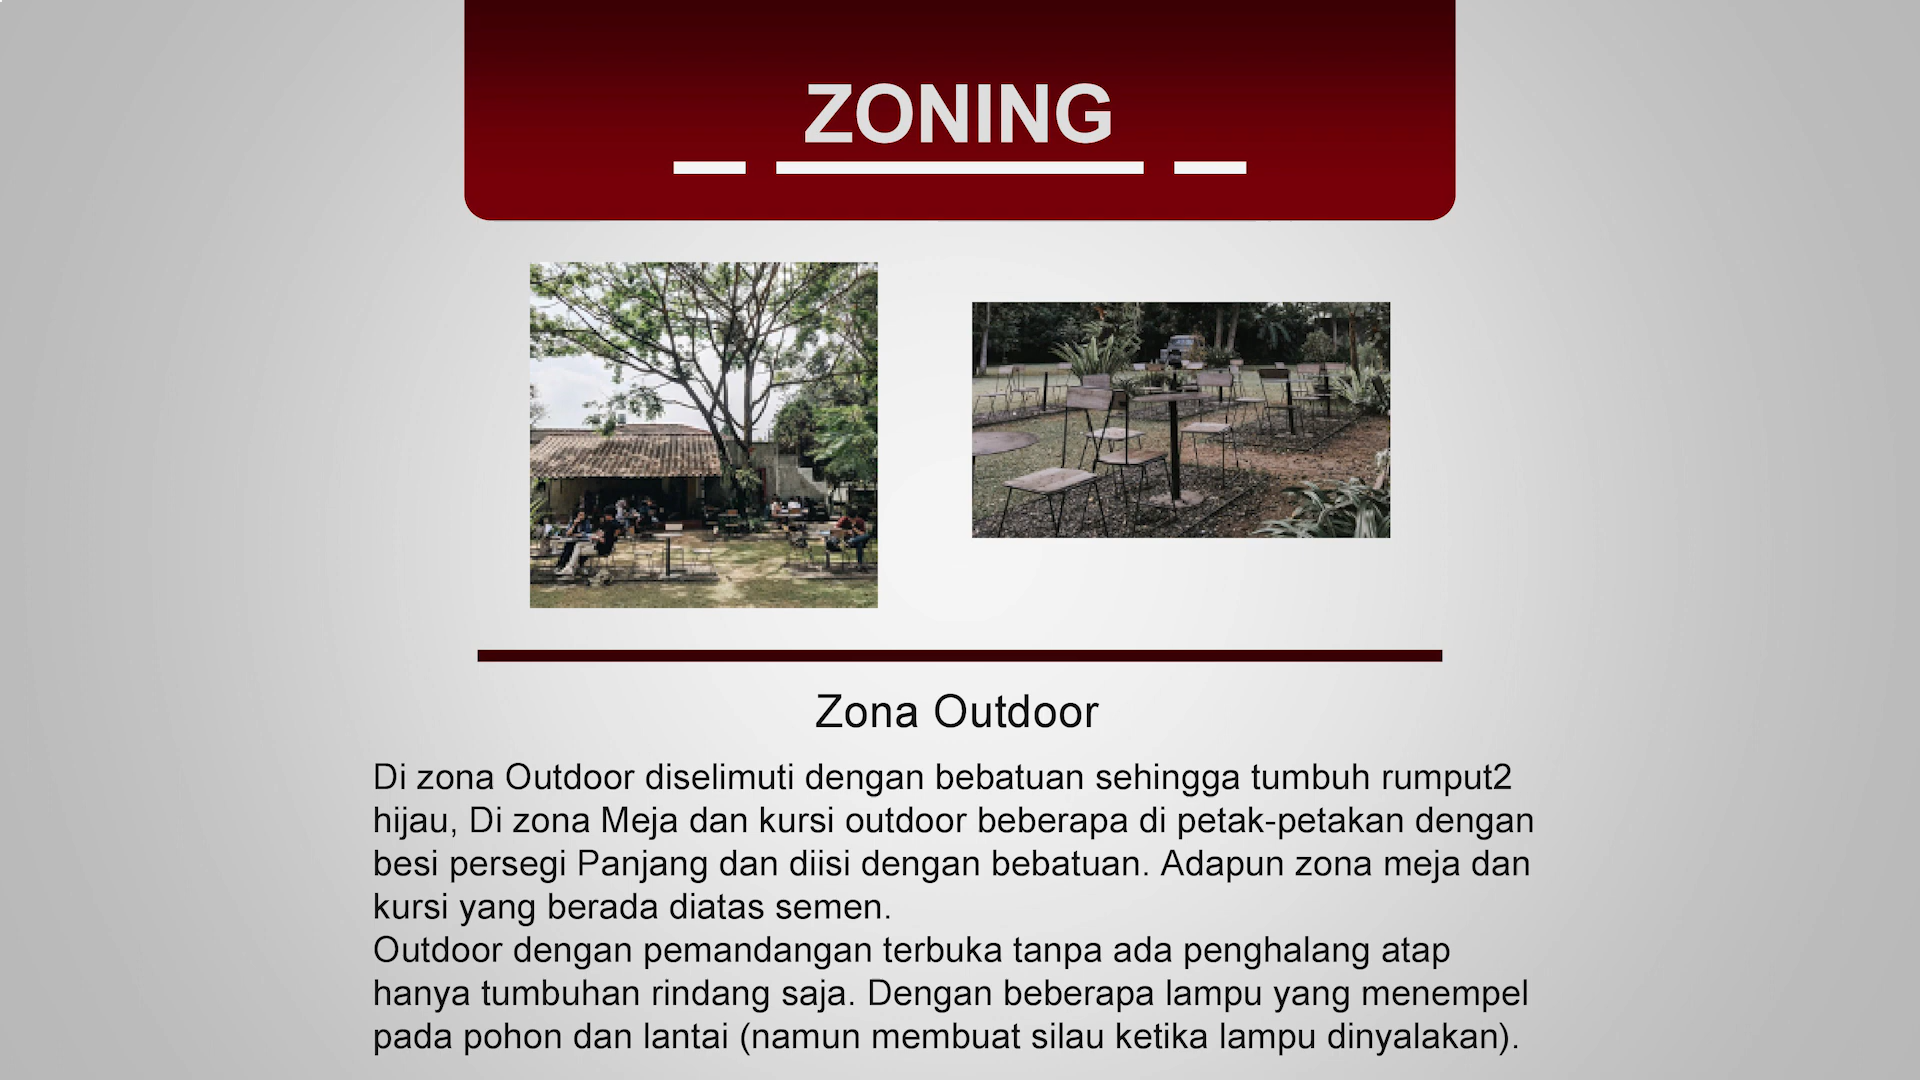 ZONING
Zona Outdoor
Di zona Outdoor diselimuti dengan bebatuan sehingga tumbuh rumput2
hijau, Di zona Meja dan kursi outdoor beberapa di petak-petakan dengan
besi persegi Panjang dan diisi dengan bebatuan. Adapun zona meja dan
kursi yang berada diatas semen.
Outdoor dengan pemandangan terbuka tanpa ada penghalang atap
hanya tumbuhan rindang saja. Dengan beberapa lampu yang menempel
pada pohon dan lantai (namun membuat silau ketika lampu dinyalakan).